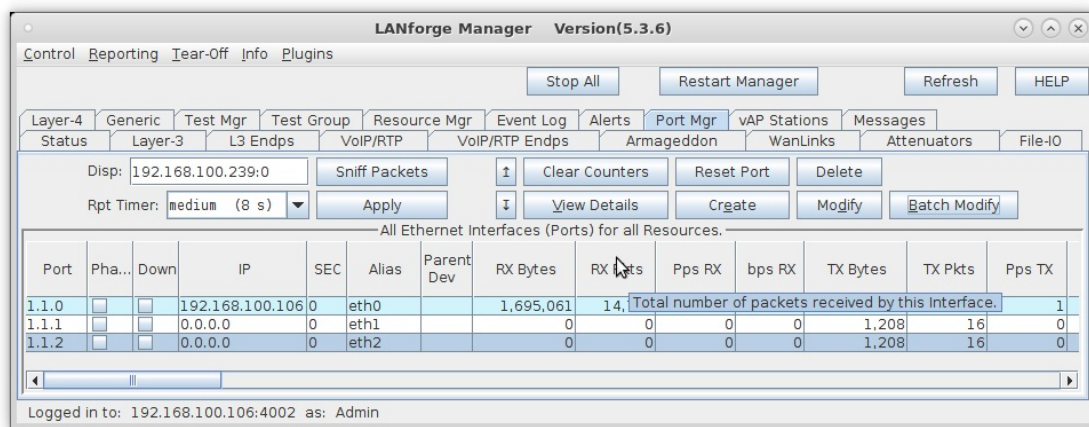 LANforge Manager   Version(5.3.6)
Control Reporting Tear-Off Info Plugins
Stop All Restart Manager Refresh HELP
Layer-4 Generic Test Mgr Test Group Resource Mgr Event Log Alerts Port Mgr vAP Stations Messages
Status Layer-3 L3 Endps VoIP/RTP VoIP/RTP Endps Armageddon WanLinks Attenuators File-IO
Disp: 192.168.100.239:0 Sniff Packets ↥ Clear Counters Reset Port Delete
Rpt Timer: medium (8 s) Apply ↧ View Details Create Modify Batch Modify
All Ethernet Interfaces (Ports) for all Resources.
Port Pha... Down IP SEC Alias Parent Dev RX Bytes RX Pkts Pps RX bps RX TX Bytes TX Pkts Pps TX
1.1.0 192.168.100.106 0 eth0 1,695,061 14, 1
Total number of packets received by this Interface.
1.1.1 0.0.0.0 0 eth1 0 0 0 0 1,208 16 0
1.1.2 0.0.0.0 0 eth2 0 0 0 0 1,208 16 0
Logged in to: 192.168.100.106:4002 as: Admin